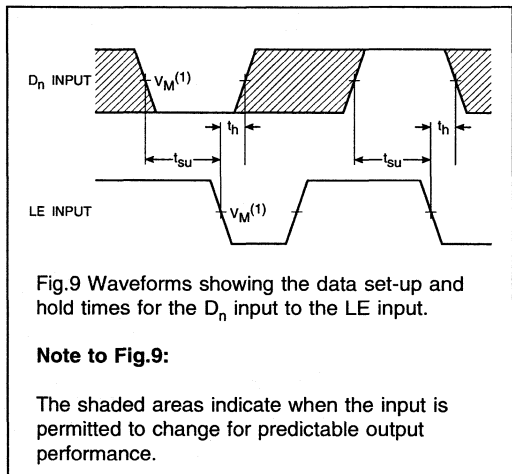 Dn INPUT
VM(1)
th
th
tsu
tsu
LE INPUT
VM(1)
Fig.9 Waveforms showing the data set-up and
hold times for the Dn input to the LE input.
Note to Fig.9:
The shaded areas indicate when the input is
permitted to change for predictable output
performance.